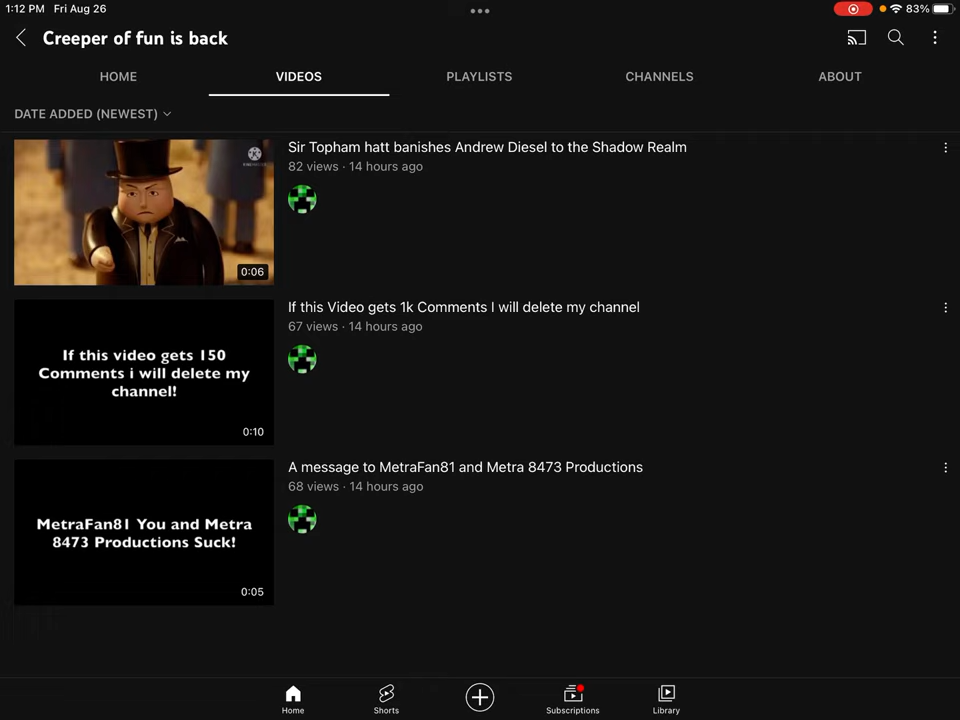 1:12 PM Fri Aug 26
83%
Creeper of fun is back
HOME VIDEOS PLAYLISTS CHANNELS ABOUT
DATE ADDED (NEWEST)
0:06
Sir Topham hatt banishes Andrew Diesel to the Shadow Realm
82 views · 14 hours ago
If this video gets 150
Comments i will delete my
channel!
0:10
If this Video gets 1k Comments I will delete my channel
67 views · 14 hours ago
MetraFan81 You and Metra
8473 Productions Suck!
0:05
A message to MetraFan81 and Metra 8473 Productions
68 views · 14 hours ago
Home Shorts Subscriptions Library